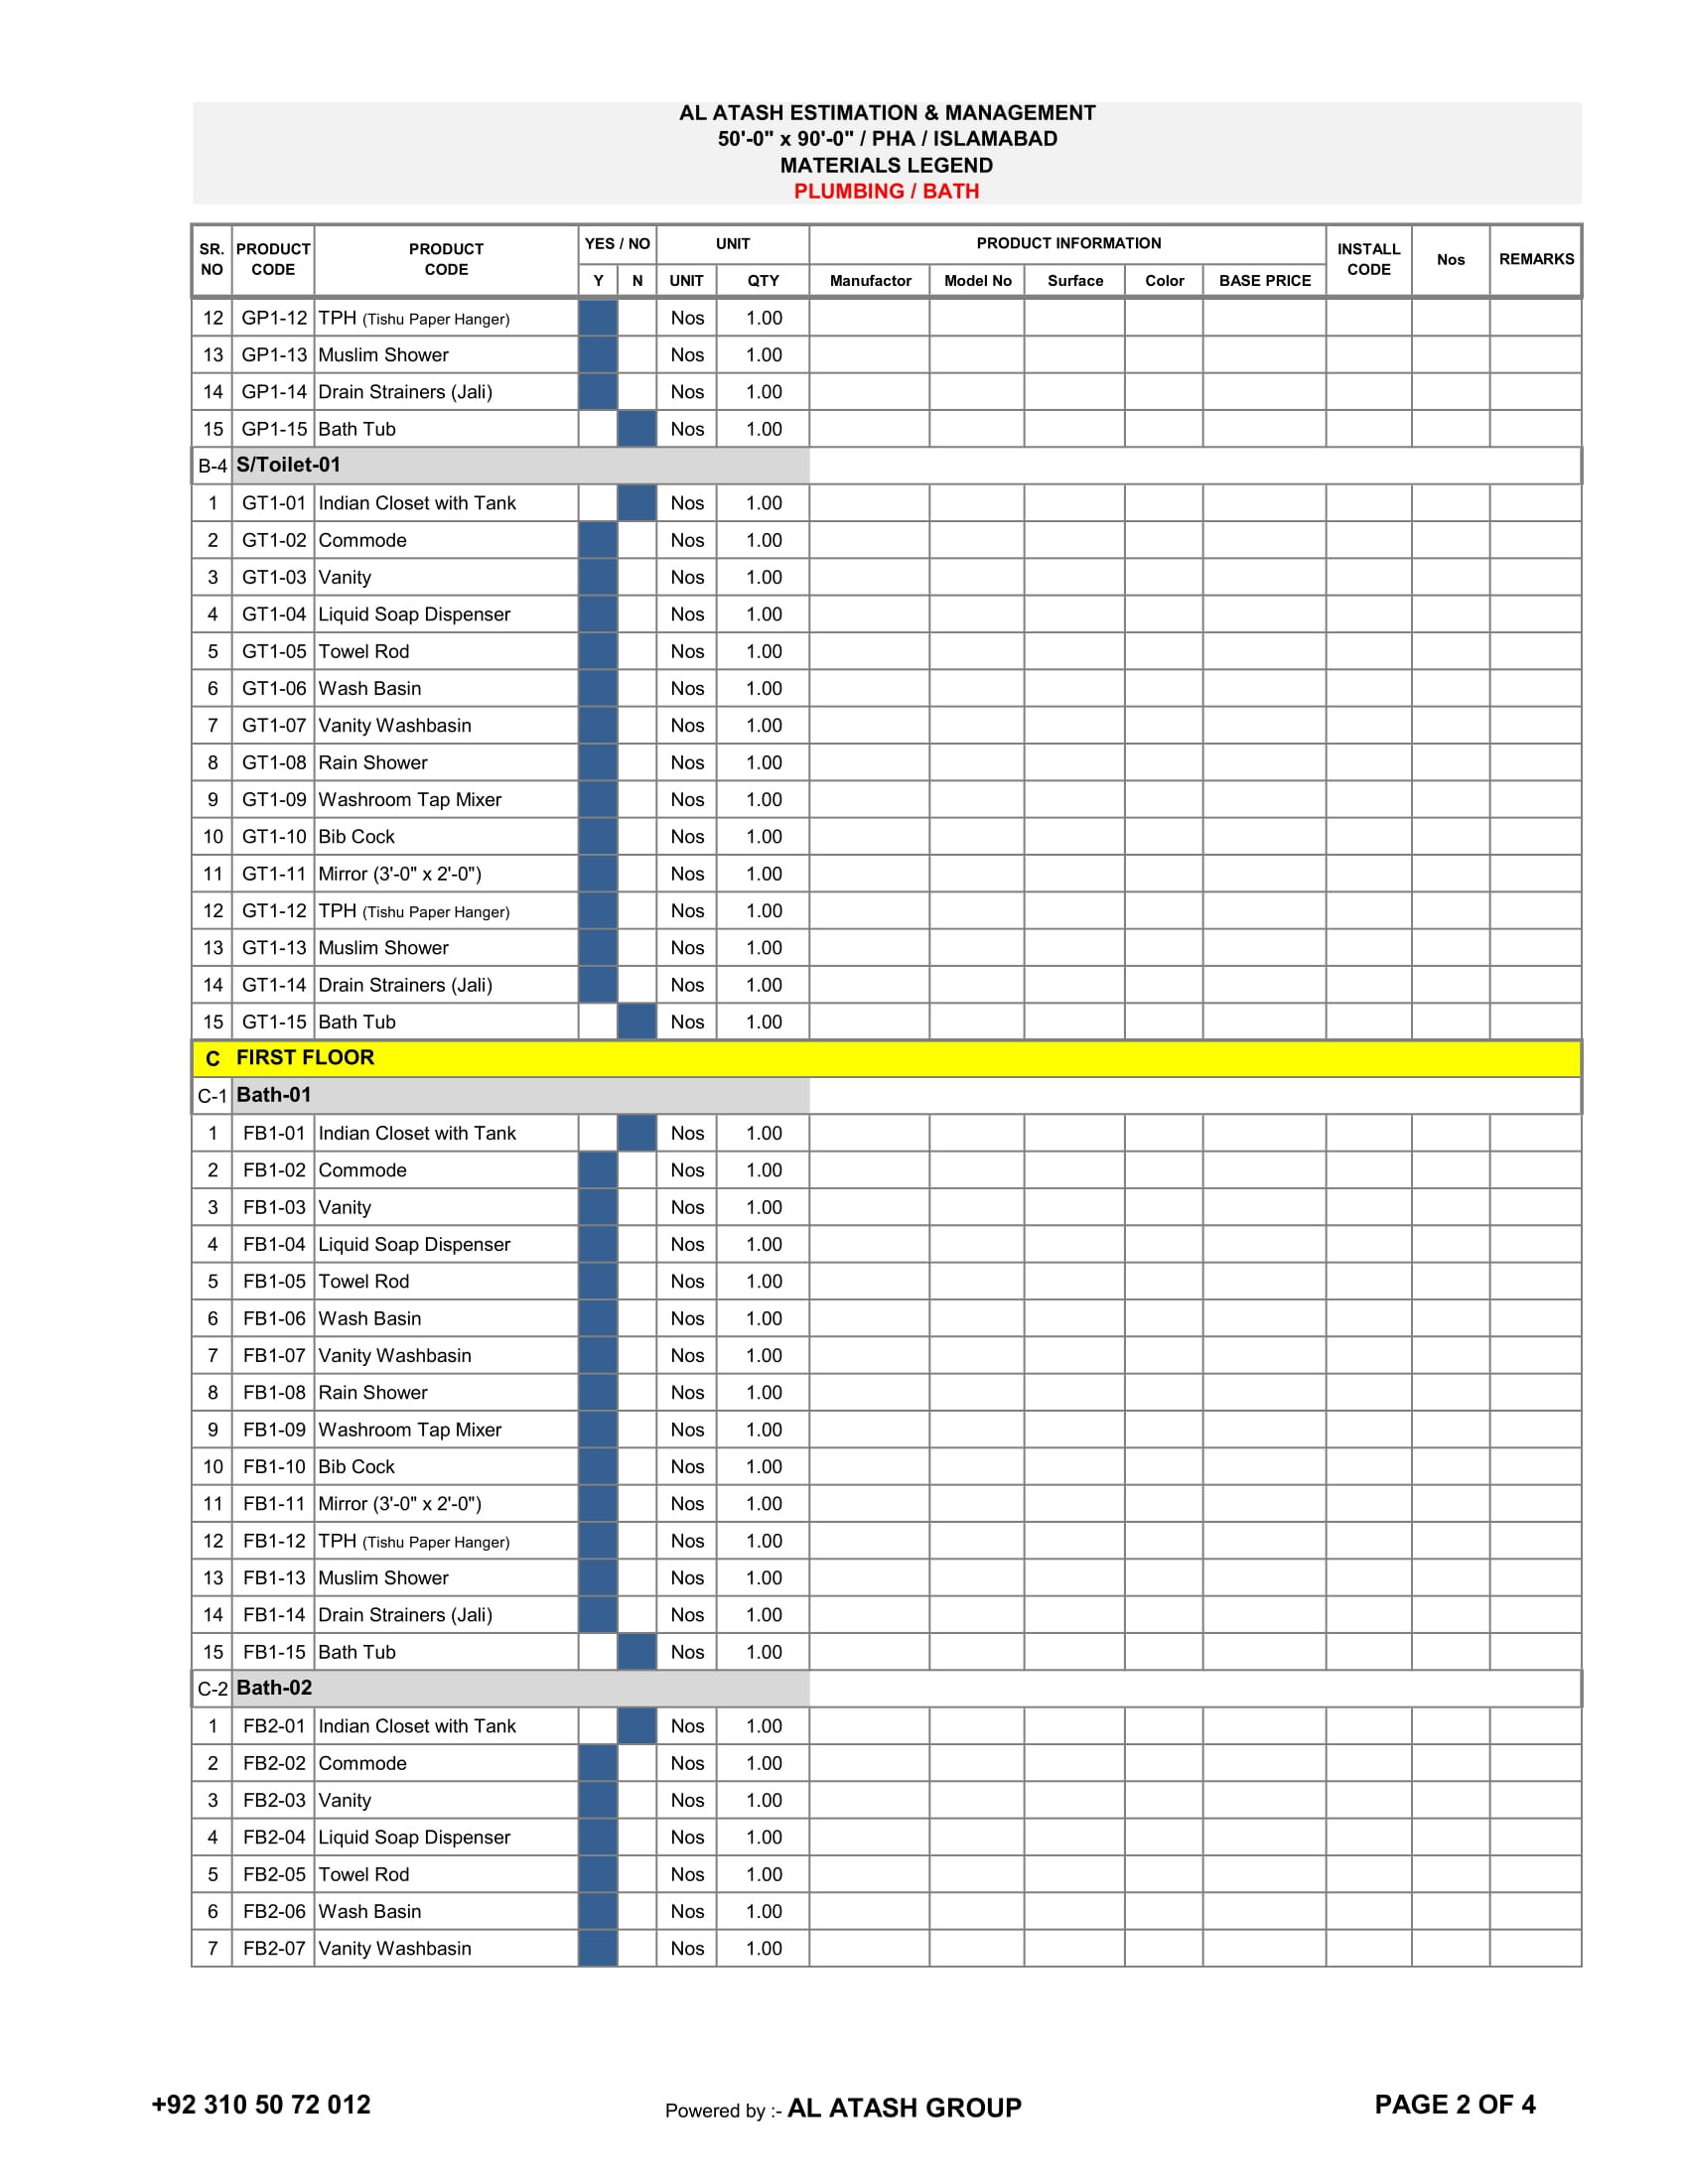 AL ATASH ESTIMATION & MANAGEMENT
50'-0" x 90'-0" / PHA / ISLAMABAD
MATERIALS LEGEND
PLUMBING / BATH
SR. NO PRODUCT CODE PRODUCT CODE YES / NO UNIT PRODUCT INFORMATION INSTALL CODE Nos REMARKS
Y N UNIT QTY Manufactor Model No Surface Color BASE PRICE
12 GP1-12 TPH (Tishu Paper Hanger) Nos 1.00
13 GP1-13 Muslim Shower Nos 1.00
14 GP1-14 Drain Strainers (Jali) Nos 1.00
15 GP1-15 Bath Tub Nos 1.00
B-4 S/Toilet-01
1 GT1-01 Indian Closet with Tank Nos 1.00
2 GT1-02 Commode Nos 1.00
3 GT1-03 Vanity Nos 1.00
4 GT1-04 Liquid Soap Dispenser Nos 1.00
5 GT1-05 Towel Rod Nos 1.00
6 GT1-06 Wash Basin Nos 1.00
7 GT1-07 Vanity Washbasin Nos 1.00
8 GT1-08 Rain Shower Nos 1.00
9 GT1-09 Washroom Tap Mixer Nos 1.00
10 GT1-10 Bib Cock Nos 1.00
11 GT1-11 Mirror (3'-0" x 2'-0") Nos 1.00
12 GT1-12 TPH (Tishu Paper Hanger) Nos 1.00
13 GT1-13 Muslim Shower Nos 1.00
14 GT1-14 Drain Strainers (Jali) Nos 1.00
15 GT1-15 Bath Tub Nos 1.00
C FIRST FLOOR
C-1 Bath-01
1 FB1-01 Indian Closet with Tank Nos 1.00
2 FB1-02 Commode Nos 1.00
3 FB1-03 Vanity Nos 1.00
4 FB1-04 Liquid Soap Dispenser Nos 1.00
5 FB1-05 Towel Rod Nos 1.00
6 FB1-06 Wash Basin Nos 1.00
7 FB1-07 Vanity Washbasin Nos 1.00
8 FB1-08 Rain Shower Nos 1.00
9 FB1-09 Washroom Tap Mixer Nos 1.00
10 FB1-10 Bib Cock Nos 1.00
11 FB1-11 Mirror (3'-0" x 2'-0") Nos 1.00
12 FB1-12 TPH (Tishu Paper Hanger) Nos 1.00
13 FB1-13 Muslim Shower Nos 1.00
14 FB1-14 Drain Strainers (Jali) Nos 1.00
15 FB1-15 Bath Tub Nos 1.00
C-2 Bath-02
1 FB2-01 Indian Closet with Tank Nos 1.00
2 FB2-02 Commode Nos 1.00
3 FB2-03 Vanity Nos 1.00
4 FB2-04 Liquid Soap Dispenser Nos 1.00
5 FB2-05 Towel Rod Nos 1.00
6 FB2-06 Wash Basin Nos 1.00
7 FB2-07 Vanity Washbasin Nos 1.00
+92 310 50 72 012 Powered by :- AL ATASH GROUP PAGE 2 OF 4